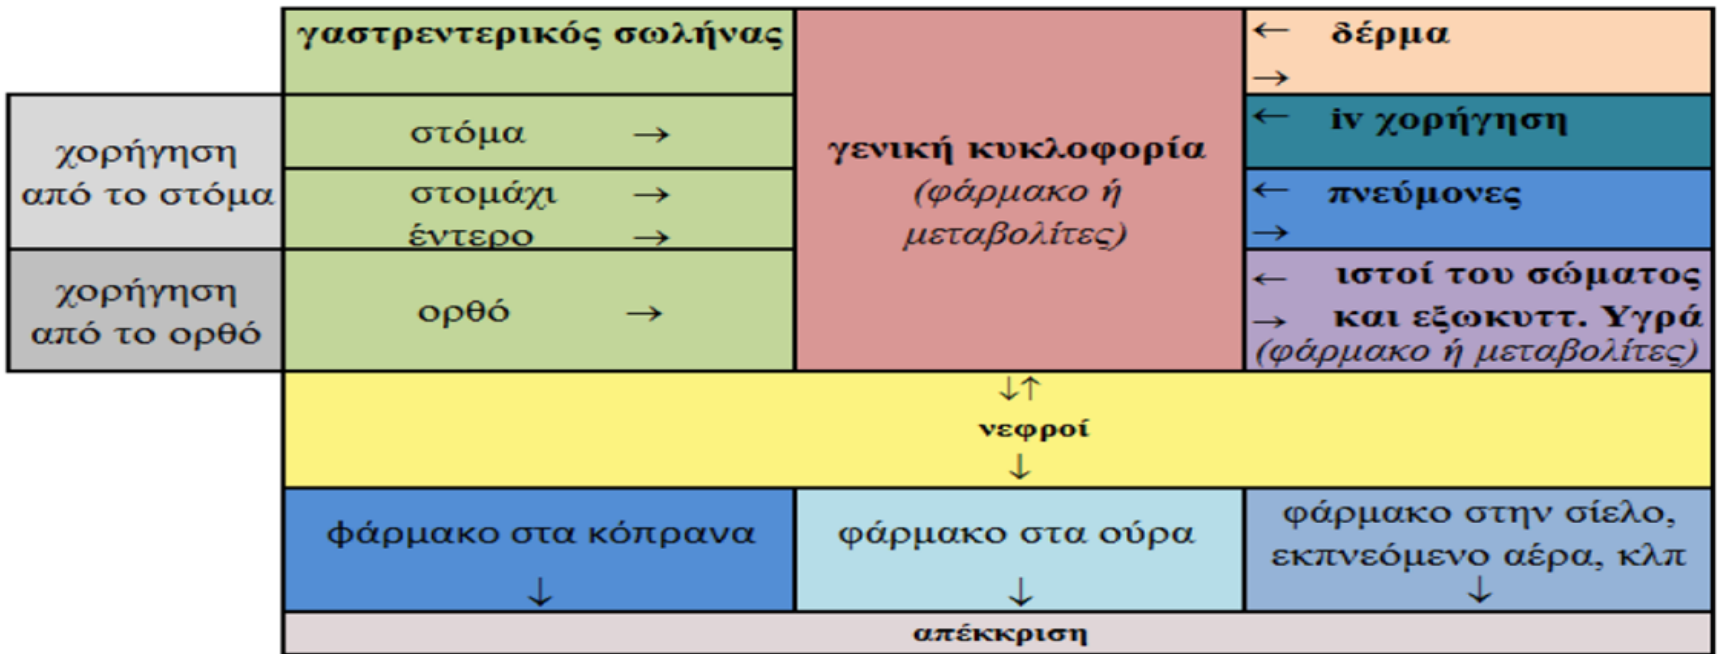 γαστρεντερικός σωλήνας
← δέρμα
→
χορήγηση
από το στόμα
στόμα →
στομάχι →
έντερο →
γενική κυκλοφορία
(φάρμακο ή
μεταβολίτες)
← iv χορήγηση
← πνεύμονες
→
χορήγηση
από το ορθό
ορθό →
← ιστοί του σώματος
→ και εξωκυττ. Υγρά
(φάρμακο ή μεταβολίτες)
↓↑
νεφροί
↓
φάρμακο στα κόπρανα
↓
φάρμακο στα ούρα
↓
φάρμακο στην σίελο,
εκπνεόμενο αέρα, κλπ
↓
απέκκριση